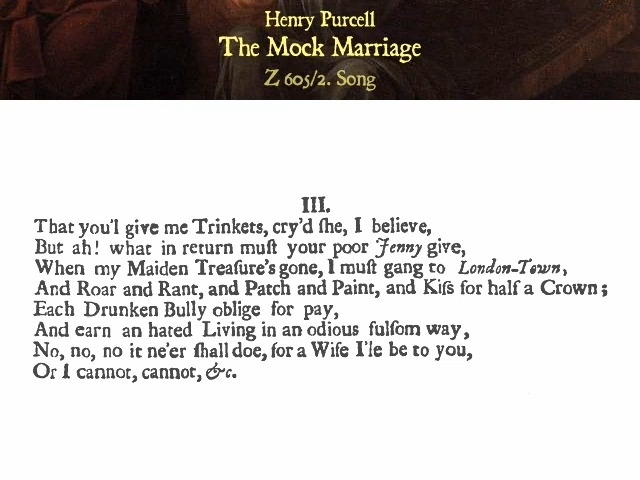 Henry Purcell
The Mock Marriage
Z 605/2. Song
III.
That you'l give me Trinkets, cry'd ſhe, I believe,
But ah! what in return muſt your poor Jenny give,
When my Maiden Treaſure's gone, I muſt gang to London-Town,
And Roar and Rant, and Patch and Paint, and Kiſs for half a Crown;
Each Drunken Bully oblige for pay,
And earn an hated Living in an odious fulſom way,
No, no, no it ne'er ſhall doe, for a Wife I'le be to you,
Or I cannot, cannot, &c.